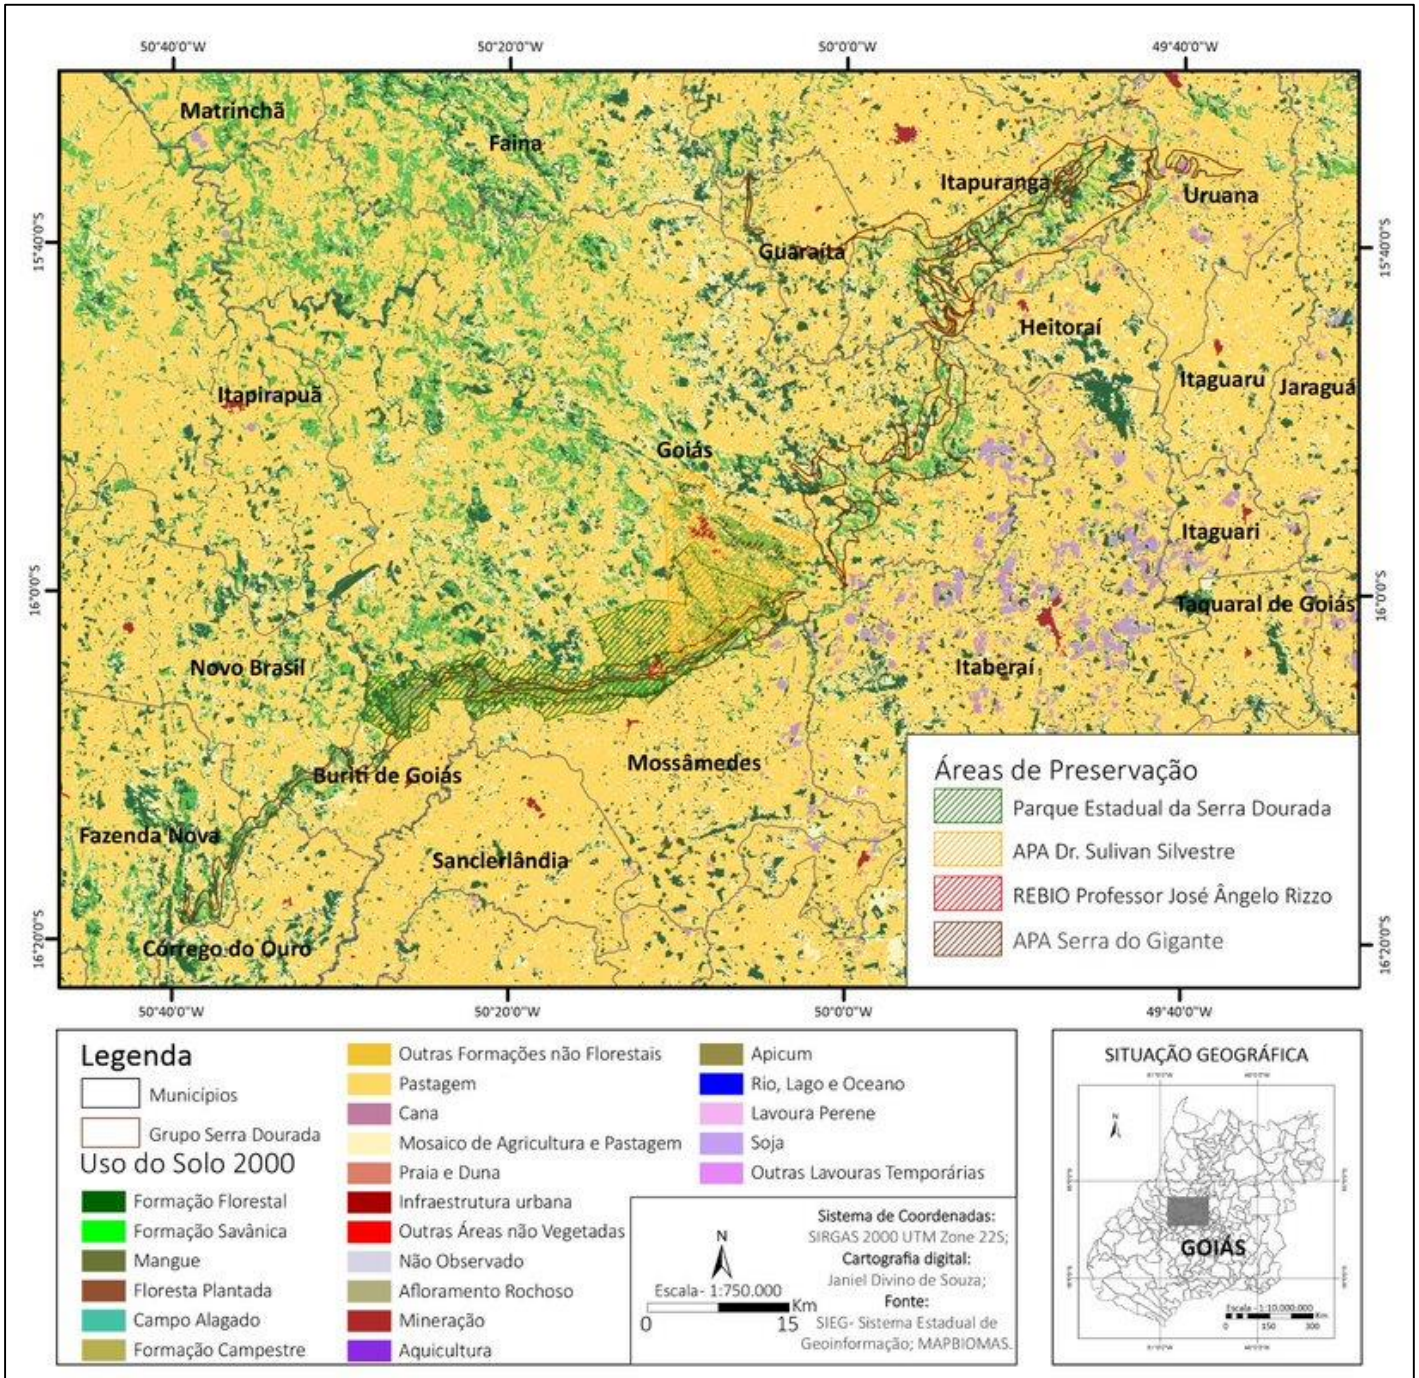 50°40'0"W
50°20'0"W
50°0'0"W
49°40'0"W
Matrinchã
Faina
Itapuranga
Uruana
15°40'0"S
15°40'0"S
Guaraíta
Heitoraí
Itapirapuã
Itaguaru
Jaraguá
Goiás
Itaguari
16°0'0"S
16°0'0"S
Taquaral de Goiás
Novo Brasil
Itaberaí
Buriti de Goiás
Mossâmedes
Fazenda Nova
Sanclerlândia
Córrego do Ouro
16°20'0"S
16°20'0"S
Áreas de Preservação
Parque Estadual da Serra Dourada
APA Dr. Sulivan Silvestre
REBIO Professor José Ângelo Rizzo
APA Serra do Gigante
50°40'0"W
50°20'0"W
50°0'0"W
49°40'0"W
Legenda
Municípios
Grupo Serra Dourada
Uso do Solo 2000
Formação Florestal
Formação Savânica
Mangue
Floresta Plantada
Campo Alagado
Formação Campestre
Outras Formações não Florestais
Pastagem
Cana
Mosaico de Agricultura e Pastagem
Praia e Duna
Infraestrutura urbana
Outras Áreas não Vegetadas
Não Observado
Afloramento Rochoso
Mineração
Aquicultura
Apicum
Rio, Lago e Oceano
Lavoura Perene
Soja
Outras Lavouras Temporárias
N
Escala- 1:750.000
Km
0 15
Sistema de Coordenadas:
SIRGAS 2000 UTM Zone 22S;
Cartografia digital:
Janiel Divino de Souza;
Fonte:
SIEG- Sistema Estadual de
Geoinformação; MAPBIOMAS.
SITUAÇÃO GEOGRÁFICA
N
GOIÁS
Escala - 1:10.000.000
Km
0 150 300